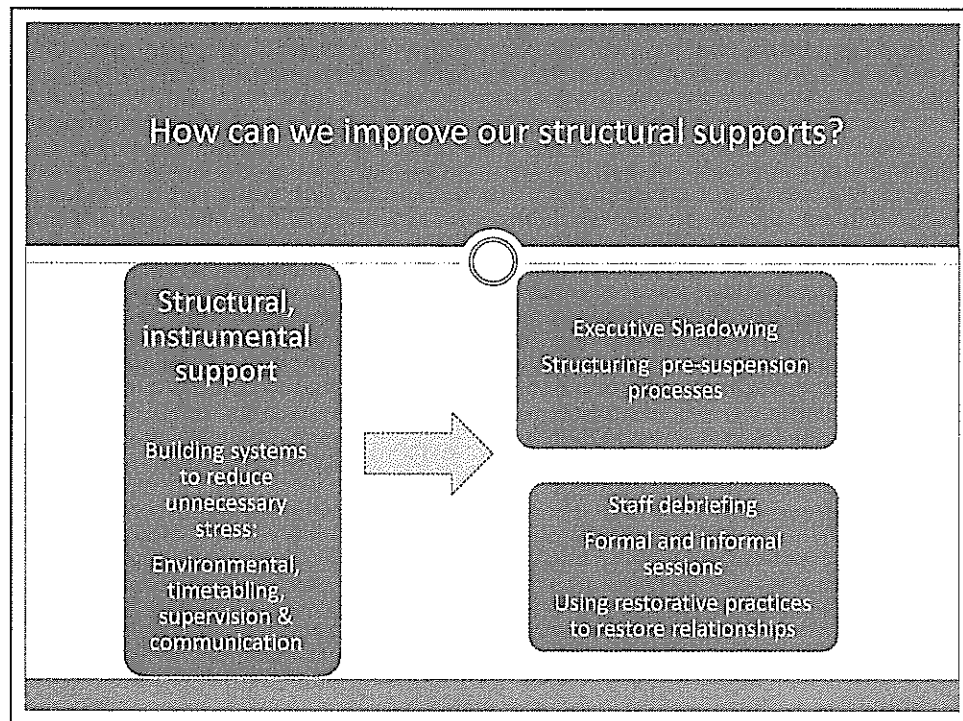 How can we improve our structural supports?
Structural,
instrumental
support
Building systems
to reduce
unnecessary
stress:
Environmental,
timetabling,
supervision &
communication
Executive Shadowing
Structuring pre-suspension
processes
Staff debriefing
Formal and informal
sessions
Using restorative practices
to restore relationships